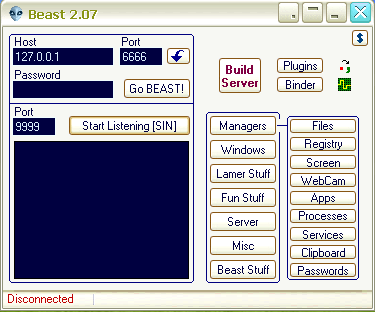 Beast 2.07
Host
Port
127.0.0.1
6666
Password
Go BEAST!
Port
9999
Start Listening [SIN]
Build
Server
Plugins
Binder
$
Managers
Windows
Lamer Stuff
Fun Stuff
Server
Misc
Beast Stuff
Files
Registry
Screen
WebCam
Apps
Processes
Services
Clipboard
Passwords
Disconnected